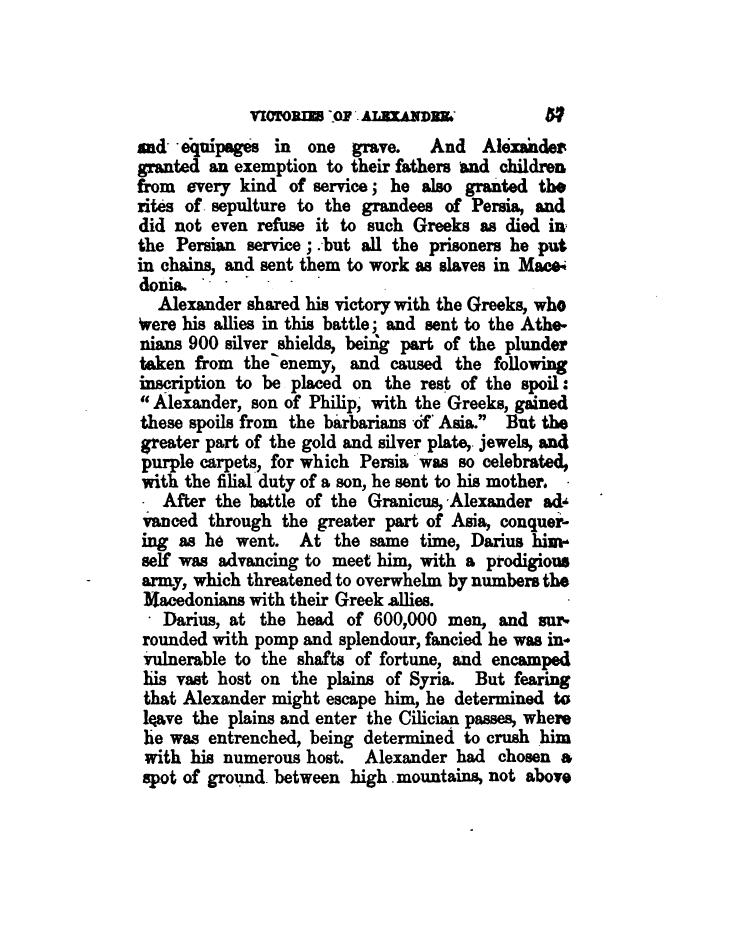 VICTORIES OF ALEXANDER. 57
and equipages in one grave. And Alexander
granted an exemption to their fathers and children
from every kind of service; he also granted the
rites of sepulture to the grandees of Persia, and
did not even refuse it to such Greeks as died in
the Persian service; but all the prisoners he put
in chains, and sent them to work as slaves in Mace-
donia.
Alexander shared his victory with the Greeks, who
were his allies in this battle; and sent to the Athe-
nians 900 silver shields, being part of the plunder
taken from the enemy, and caused the following
inscription to be placed on the rest of the spoil:
"Alexander, son of Philip, with the Greeks, gained
these spoils from the barbarians of Asia." But the
greater part of the gold and silver plate, jewels, and
purple carpets, for which Persia was so celebrated,
with the filial duty of a son, he sent to his mother.
After the battle of the Granicus, Alexander ad-
vanced through the greater part of Asia, conquer-
ing as he went. At the same time, Darius him-
self was advancing to meet him, with a prodigious
army, which threatened to overwhelm by numbers the
Macedonians with their Greek allies.
Darius, at the head of 600,000 men, and sur-
rounded with pomp and splendour, fancied he was in-
vulnerable to the shafts of fortune, and encamped
his vast host on the plains of Syria. But fearing
that Alexander might escape him, he determined to
leave the plains and enter the Cilician passes, where
he was entrenched, being determined to crush him
with his numerous host. Alexander had chosen a
spot of ground between high mountains, not above